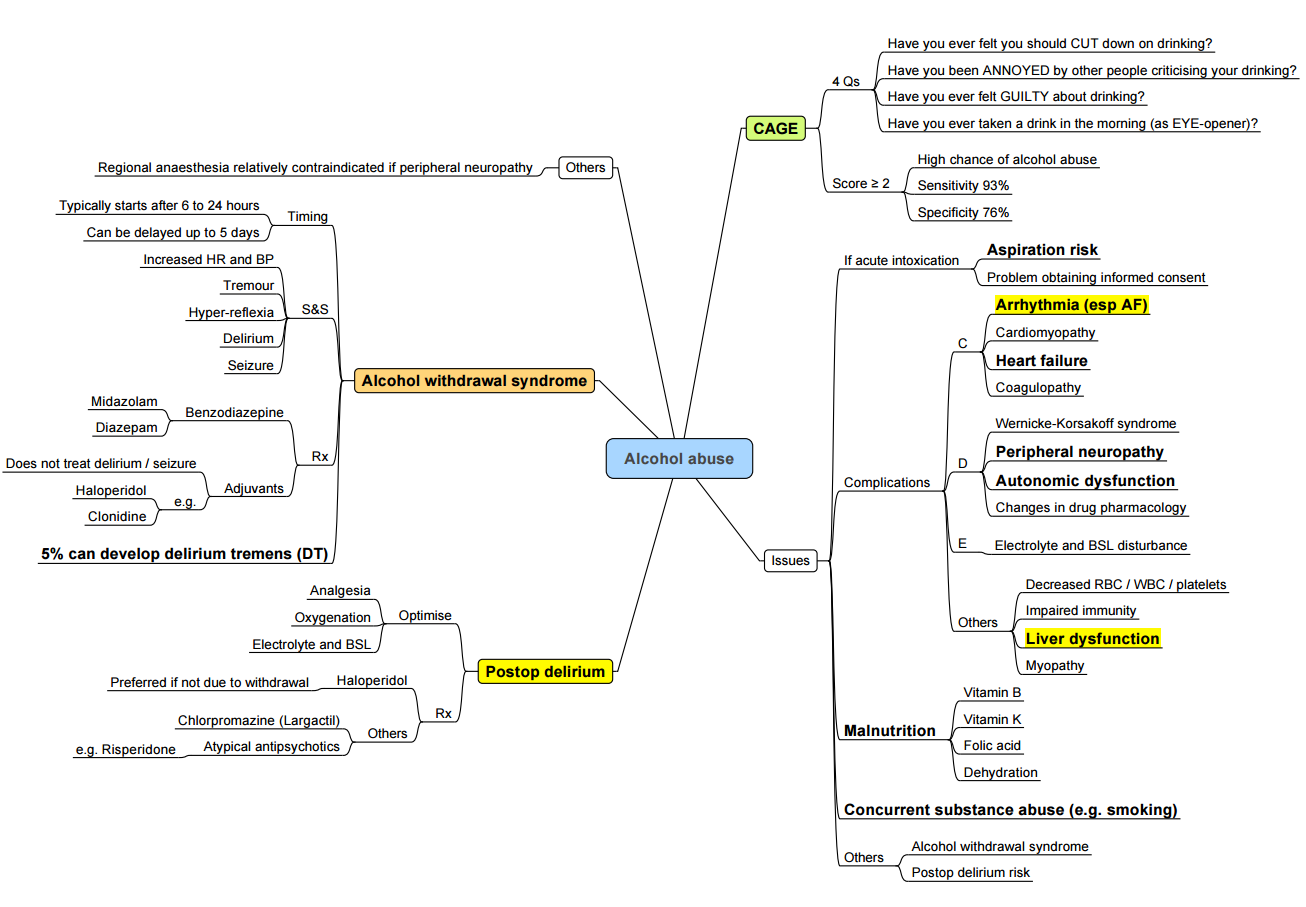 Alcohol abuse
CAGE
4 Qs
Have you ever felt you should CUT down on drinking?
Have you been ANNOYED by other people criticising your drinking?
Have you ever felt GUILTY about drinking?
Have you ever taken a drink in the morning (as EYE-opener)?
Score ≥ 2
High chance of alcohol abuse
Sensitivity 93%
Specificity 76%
Issues
If acute intoxication
Aspiration risk
Problem obtaining informed consent
Complications
C
Arrhythmia (esp AF)
Cardiomyopathy
Heart failure
Coagulopathy
D
Wernicke-Korsakoff syndrome
Peripheral neuropathy
Autonomic dysfunction
Changes in drug pharmacology
E
Electrolyte and BSL disturbance
Others
Decreased RBC / WBC / platelets
Impaired immunity
Liver dysfunction
Myopathy
Malnutrition
Vitamin B
Vitamin K
Folic acid
Dehydration
Concurrent substance abuse (e.g. smoking)
Others
Alcohol withdrawal syndrome
Postop delirium risk
Others
Regional anaesthesia relatively contraindicated if peripheral neuropathy
Alcohol withdrawal syndrome
Timing
Typically starts after 6 to 24 hours
Can be delayed up to 5 days
S&S
Increased HR and BP
Tremour
Hyper-reflexia
Delirium
Seizure
Rx
Benzodiazepine
Midazolam
Diazepam
Adjuvants
Does not treat delirium / seizure
e.g.
Haloperidol
Clonidine
5% can develop delirium tremens (DT)
Postop delirium
Optimise
Analgesia
Oxygenation
Electrolyte and BSL
Rx
Haloperidol
Preferred if not due to withdrawal
Others
Chlorpromazine (Largactil)
Atypical antipsychotics
e.g. Risperidone